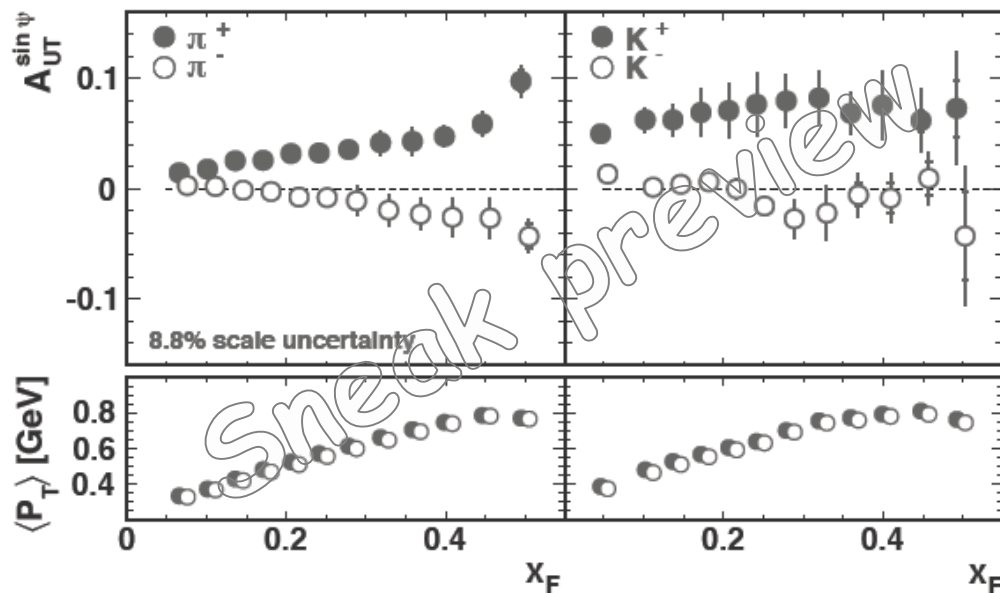 A_UT^sin ψ
0.1
0
-0.1
π+
π-
K+
K-
8.8% scale uncertainty
Sneak preview
⟨P_T⟩ [GeV]
0.8
0.6
0.4
0 0.2 0.4 0.2 0.4
x_F x_F